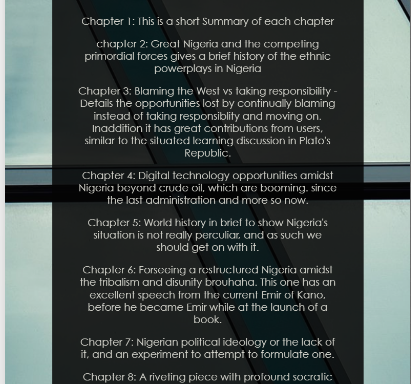 Chapter 1: This is a short Summary of each chapter
chapter 2: Great Nigeria and the competing
primordial forces gives a brief history of the ethnic
powerplays in Nigeria
Chapter 3: Blaming the West vs taking responsibility -
Details the opportunities lost by continually blaming
instead of taking responsiblity and moving on.
Inaddition it has great contributions from users,
similar to the situated learning discussion in Plato's
Republic.
Chapter 4: Digital technology opportunities amidst
Nigeria beyond crude oil, which are booming, since
the last administration and more so now.
Chapter 5: World history in brief to show Nigeria's
situation is not really perculiar, and as such we
should get on with it.
Chapter 6: Forseeing a restructured Nigeria amidst
the tribalism and disunity brouhaha. This one has an
excellent speech from the current Emir of Kano,
before he became Emir while at the launch of a
book.
Chapter 7: Nigerian political ideology or the lack of
it, and an experiment to attempt to formulate one.
Chapter 8: A riveting piece with profound socratic